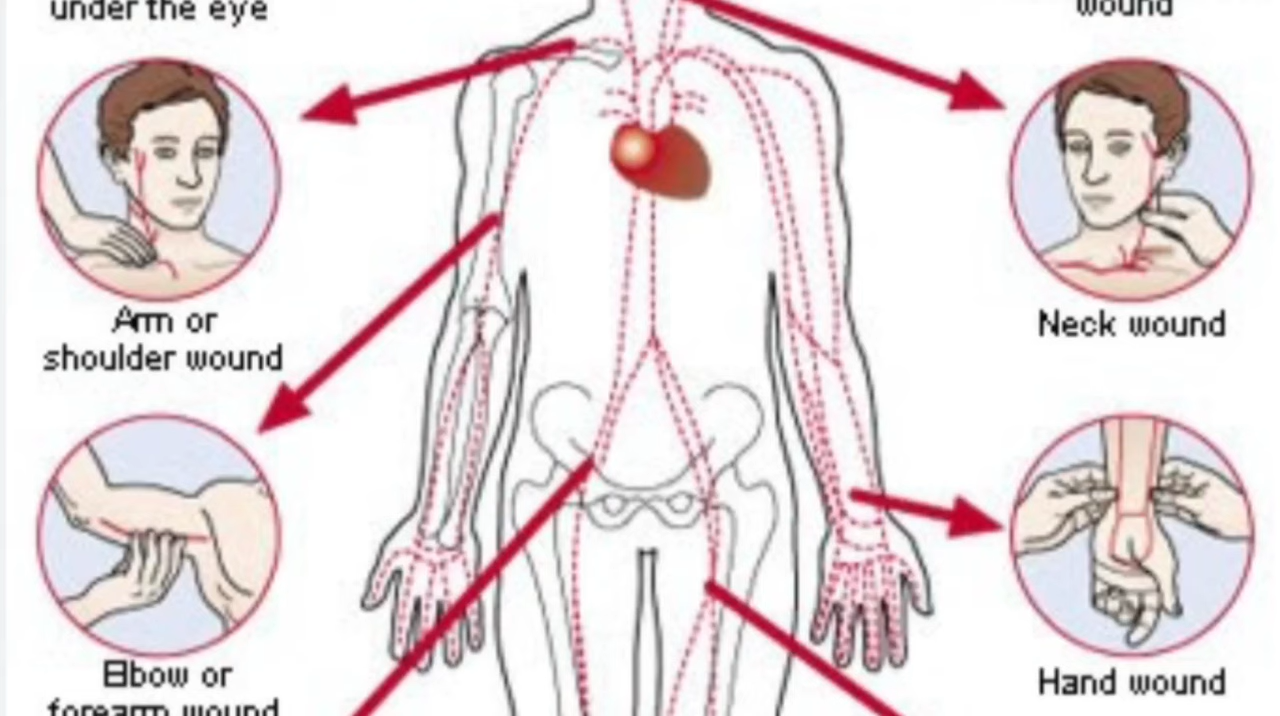 under the eye
wound
Arm or
shoulder wound
Neck wound
Elbow or
forearm wound
Hand wound